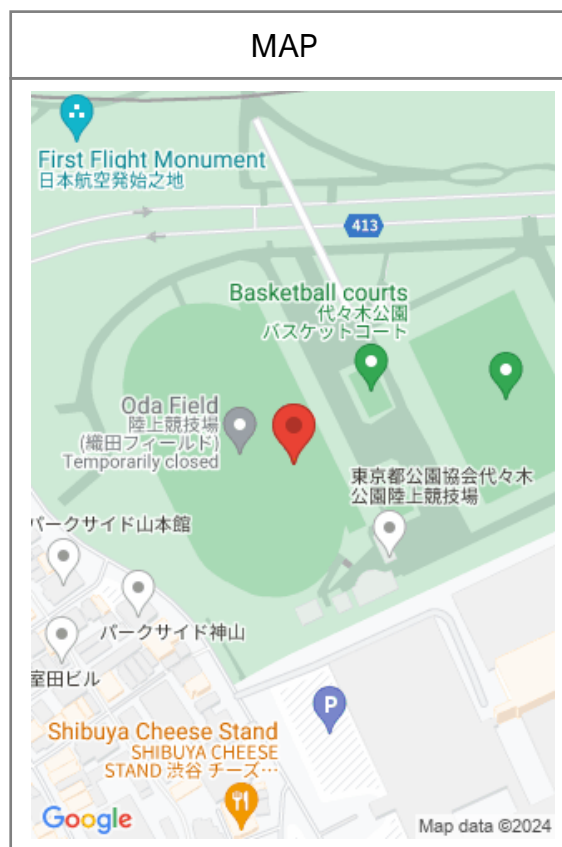 MAP
First Flight Monument
日本航空発始之地
413
Basketball courts
代々木公園
バスケットコート
Oda Field
陸上競技場
(織田フィールド)
Temporarily closed
東京都公園協会代々木
公園陸上競技場
パークサイド山本館
パークサイド神山
室田ビル
P
Shibuya Cheese Stand
SHIBUYA CHEESE
STAND 渋谷 チーズ…
Google
Map data ©2024